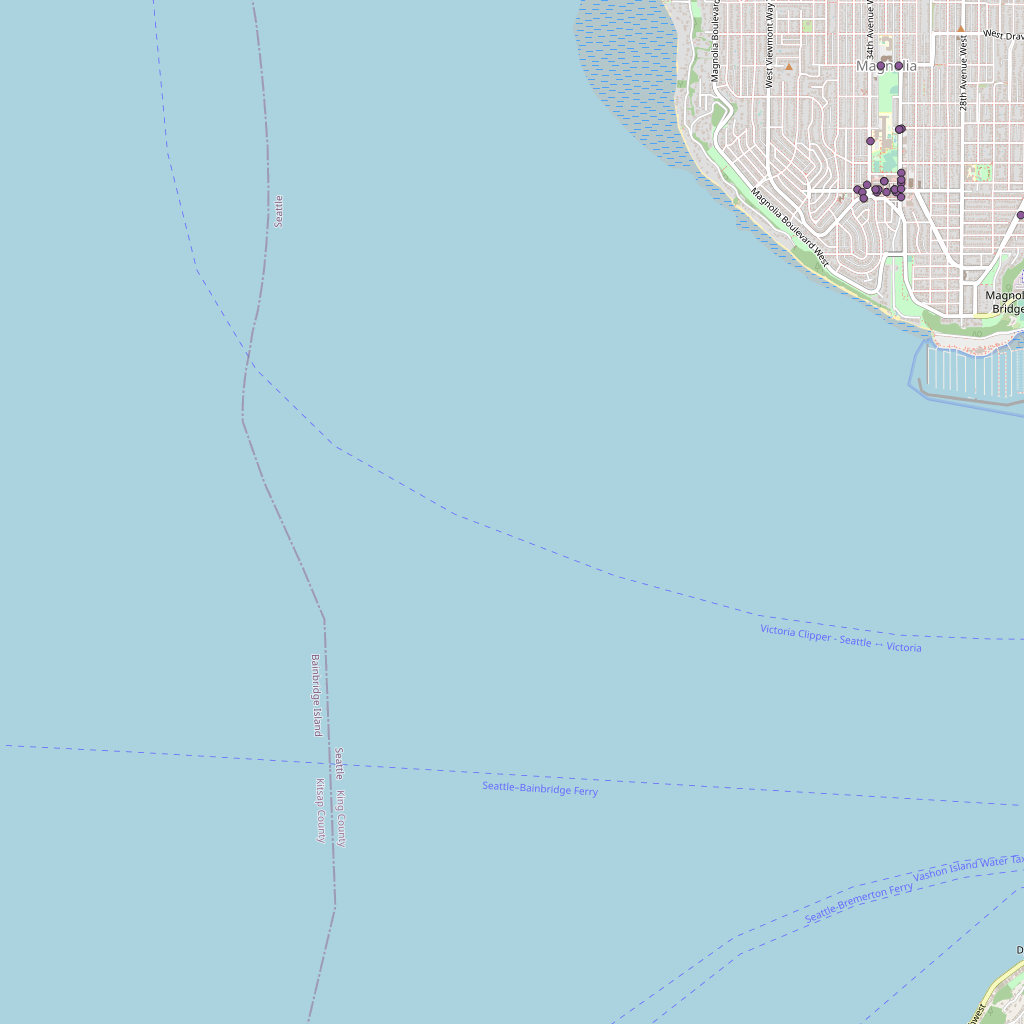 Magnolia Boulevard
West Viewmont Way
34th Avenue W
28th Avenue West
West Drav
Magnolia
Seattle
Magnolia Boulevard West
Magnol
Bridge
Victoria Clipper - Seattle ↔ Victoria
Bainbridge Island
Seattle
Kitsap County
King County
Seattle–Bainbridge Ferry
Vashon Island Water Tax
Seattle-Bremerton Ferry
D
west